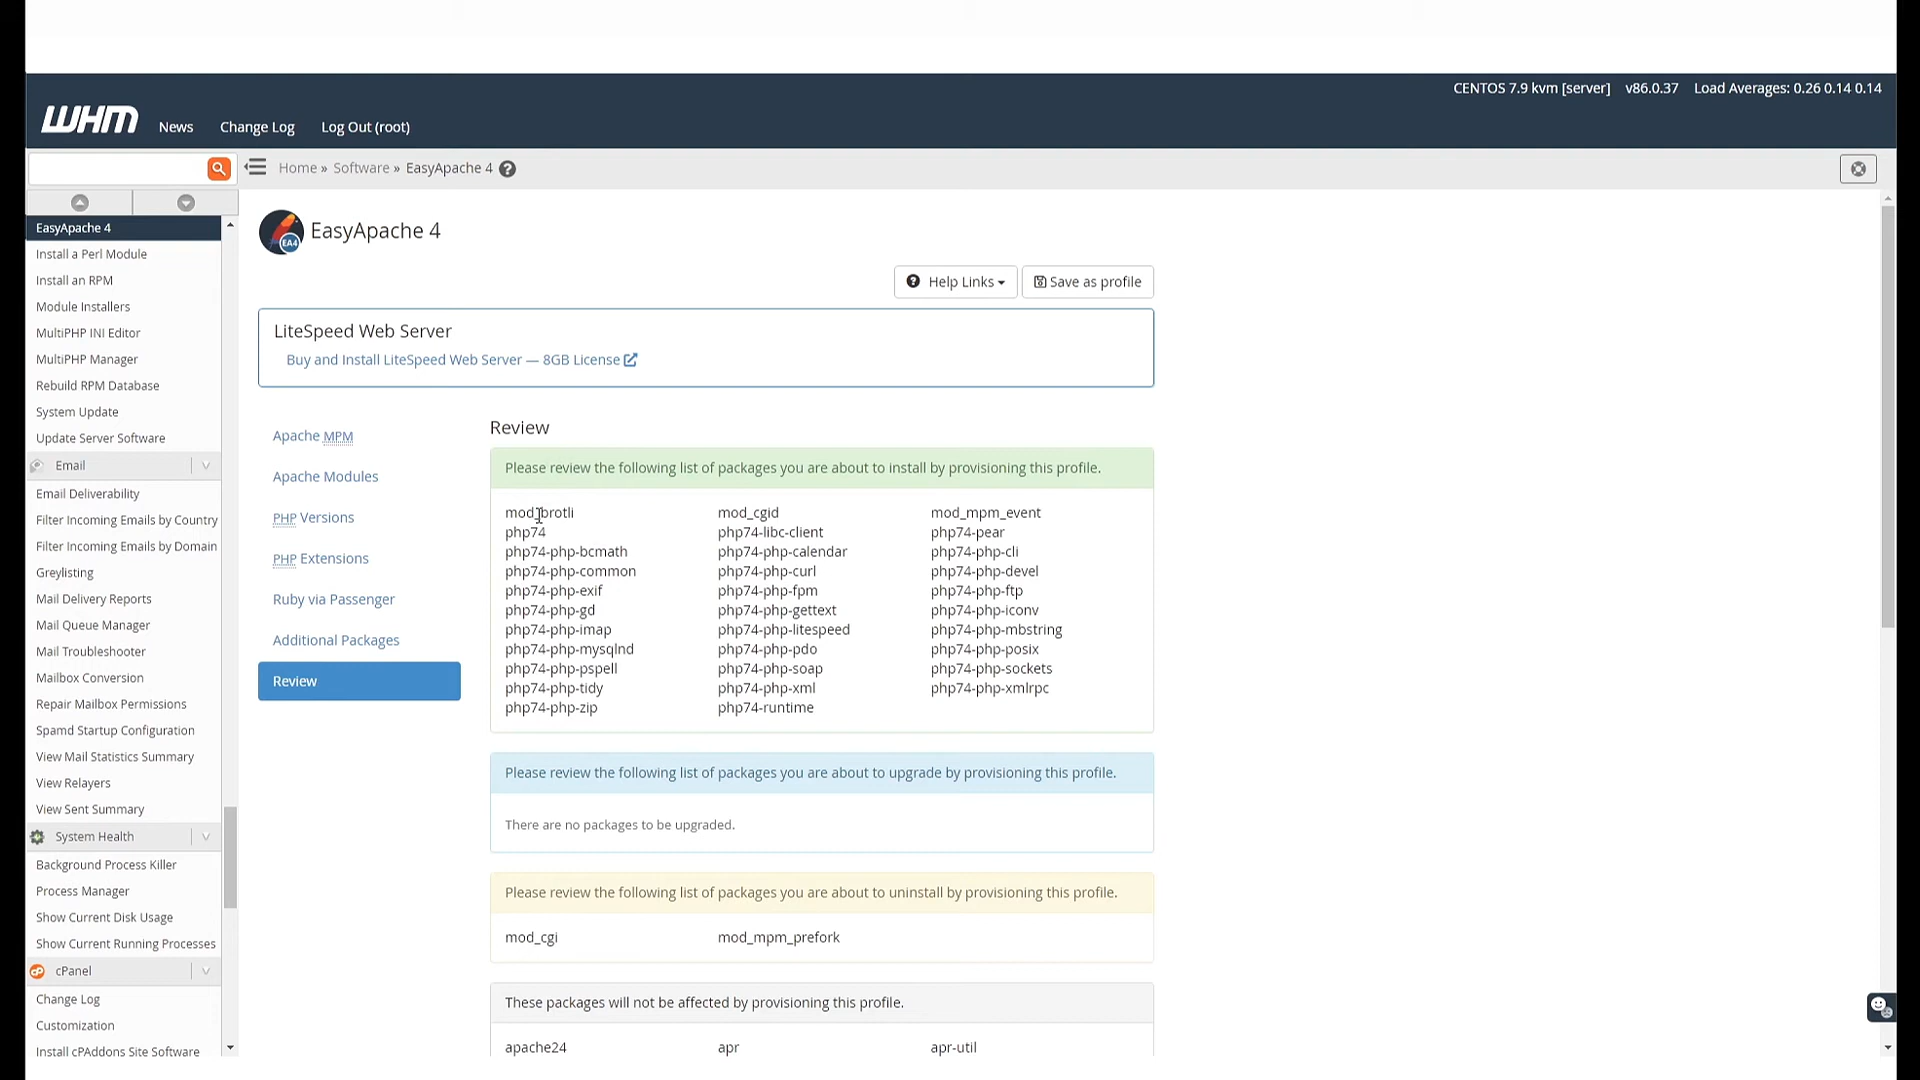 CENTOS 7.9 kvm [server] v86.0.37 Load Averages: 0.26 0.14 0.14
WHM News Change Log Log Out (root)
Home » Software » EasyApache 4
EasyApache 4
Install a Perl Module
Install an RPM
Module Installers
MultiPHP INI Editor
MultiPHP Manager
Rebuild RPM Database
System Update
Update Server Software
Email
Email Deliverability
Filter Incoming Emails by Country
Filter Incoming Emails by Domain
Greylisting
Mail Delivery Reports
Mail Queue Manager
Mail Troubleshooter
Mailbox Conversion
Repair Mailbox Permissions
Spamd Startup Configuration
View Mail Statistics Summary
View Relayers
View Sent Summary
System Health
Background Process Killer
Process Manager
Show Current Disk Usage
Show Current Running Processes
cPanel
Change Log
Customization
Install cPAddons Site Software
EA4
EasyApache 4
Help Links Save as profile
LiteSpeed Web Server
Buy and Install LiteSpeed Web Server — 8GB License
Apache MPM
Apache Modules
PHP Versions
PHP Extensions
Ruby via Passenger
Additional Packages
Review
Review
Please review the following list of packages you are about to install by provisioning this profile.
mod_brotli mod_cgid mod_mpm_event
php74 php74-libc-client php74-pear
php74-php-bcmath php74-php-calendar php74-php-cli
php74-php-common php74-php-curl php74-php-devel
php74-php-exif php74-php-fpm php74-php-ftp
php74-php-gd php74-php-gettext php74-php-iconv
php74-php-imap php74-php-litespeed php74-php-mbstring
php74-php-mysqlnd php74-php-pdo php74-php-posix
php74-php-pspell php74-php-soap php74-php-sockets
php74-php-tidy php74-php-xml php74-php-xmlrpc
php74-php-zip php74-runtime
Please review the following list of packages you are about to upgrade by provisioning this profile.
There are no packages to be upgraded.
Please review the following list of packages you are about to uninstall by provisioning this profile.
mod_cgi mod_mpm_prefork
These packages will not be affected by provisioning this profile.
apache24 apr apr-util